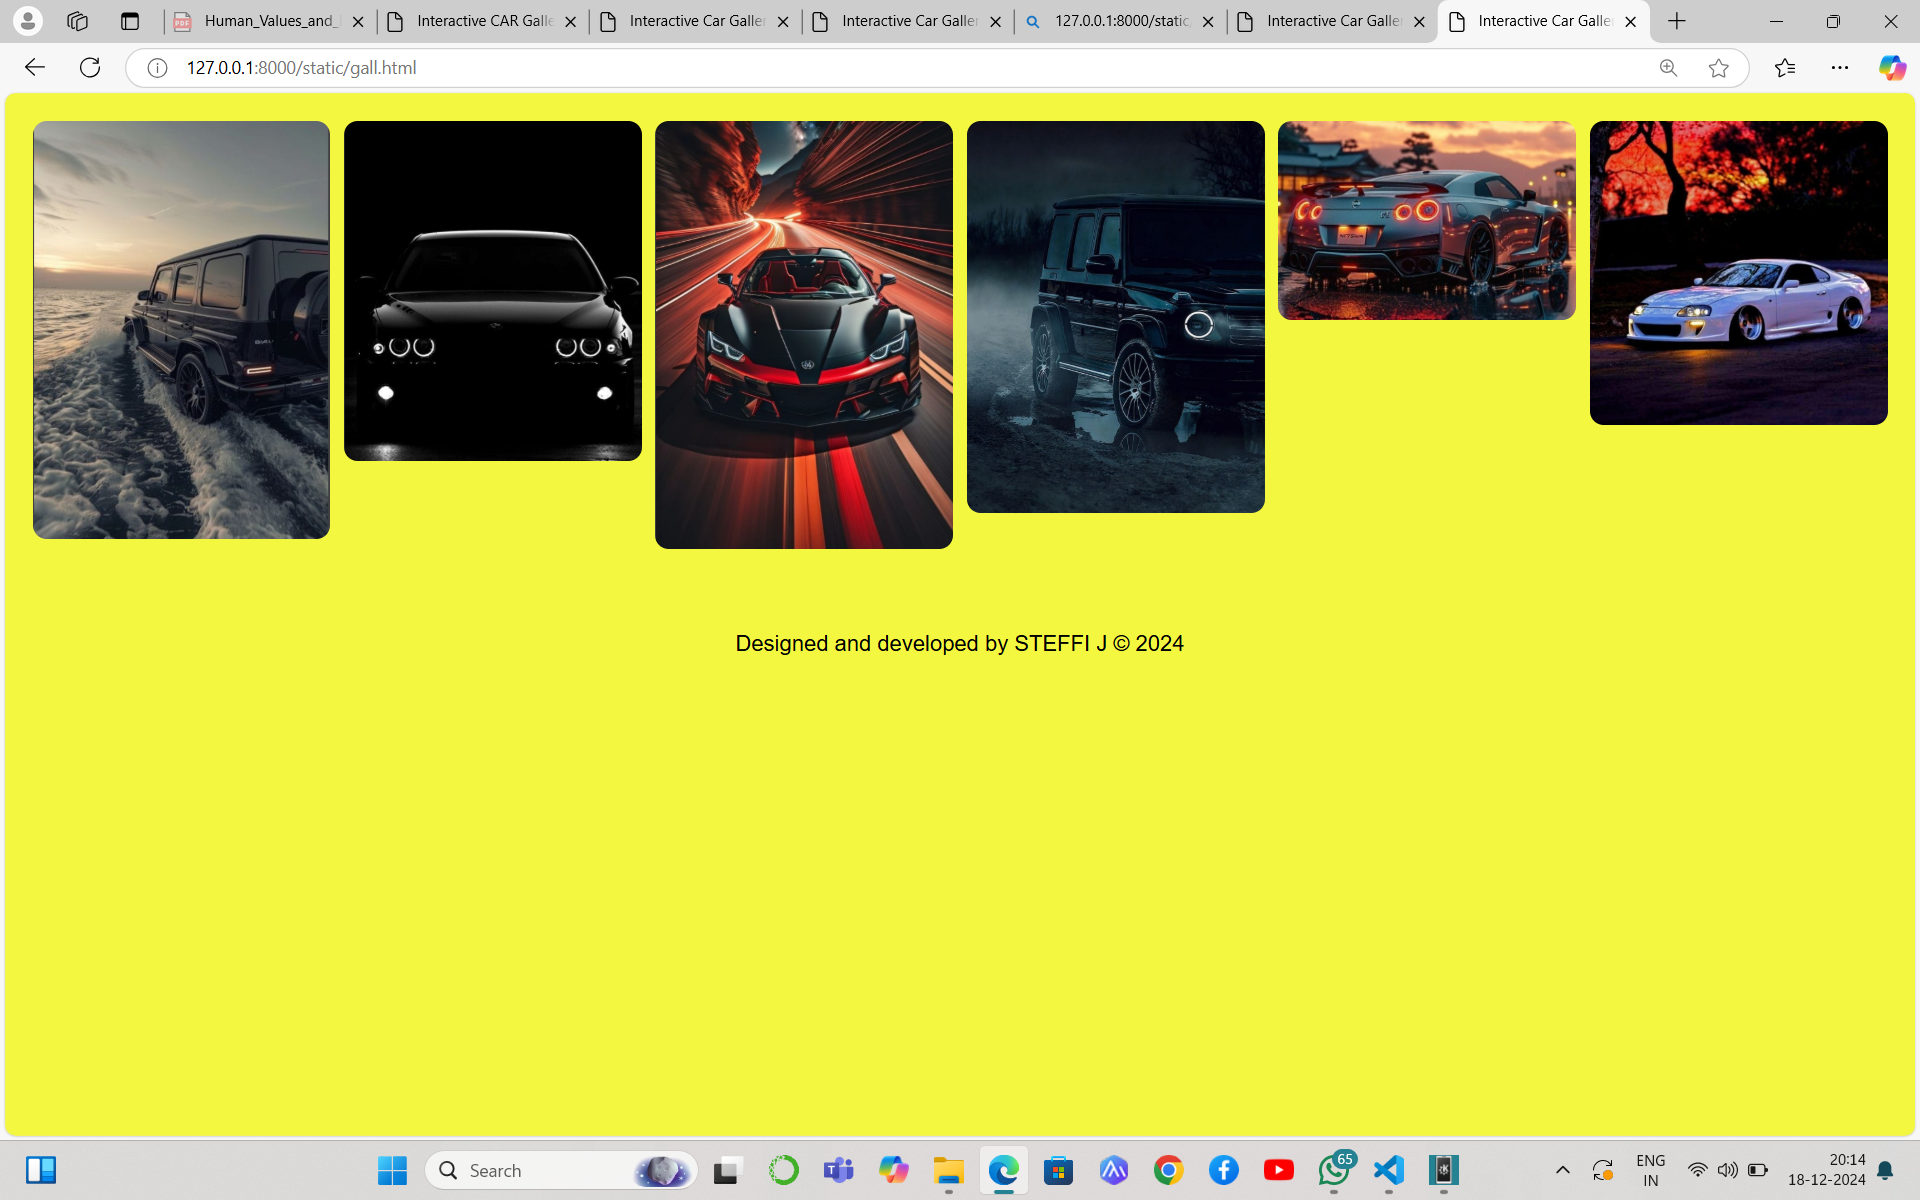 Human_Values_and_
Interactive CAR Galle
Interactive Car Galler
Interactive Car Galler
127.0.0.1:8000/static
Interactive Car Galler
Interactive Car Galler
127.0.0.1:8000/static/gall.html
Designed and developed by STEFFI J © 2024
Search
65
ENG
IN
20:14
18-12-2024